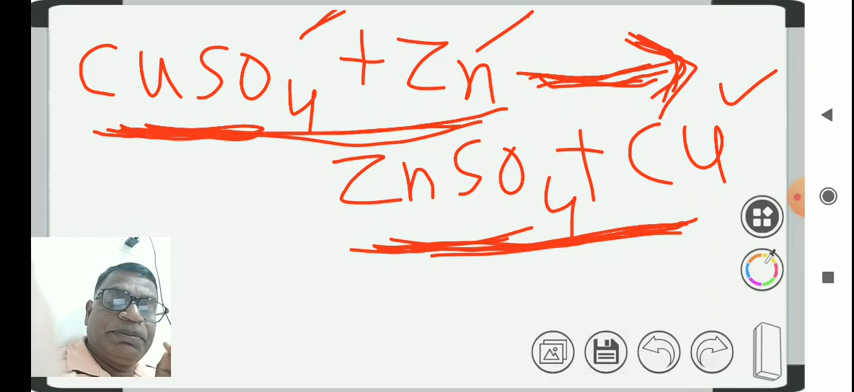 CuSO4 + Zn →
ZnSO4 + Cu